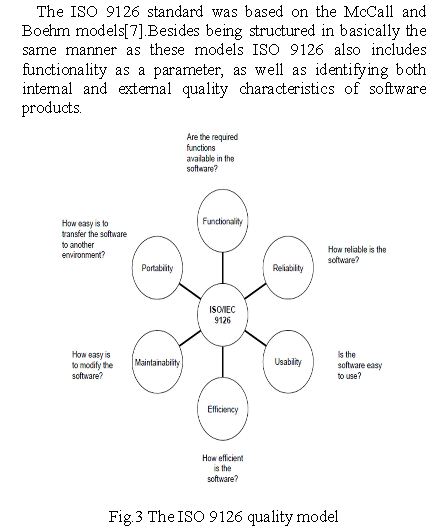 The ISO 9126 standard was based on the McCall and
Boehm models[7].Besides being structured in basically the
same manner as these models ISO 9126 also includes
functionality as a parameter, as well as identifying both
internal and external quality characteristics of software
products.
Are the required
functions
available in the
software?
Functionality
How easy is to
transfer the software
to another
environment?
Portability
Reliability
How reliable is the
software?
ISO/IEC
9126
How easy is
to modify the
software?
Maintainability
Usability
Is the
software easy
to use?
Efficiency
How efficient
is the
software?
Fig.3 The ISO 9126 quality model